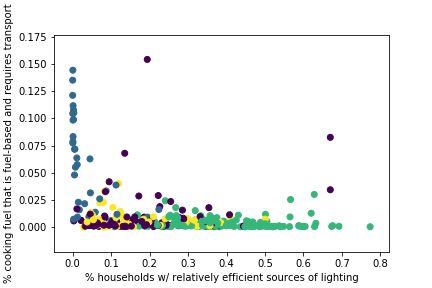 % cooking fuel that is fuel-based and requires transport
0.175
0.150
0.125
0.100
0.075
0.050
0.025
0.000
0.0 0.1 0.2 0.3 0.4 0.5 0.6 0.7 0.8
% households w/ relatively efficient sources of lighting